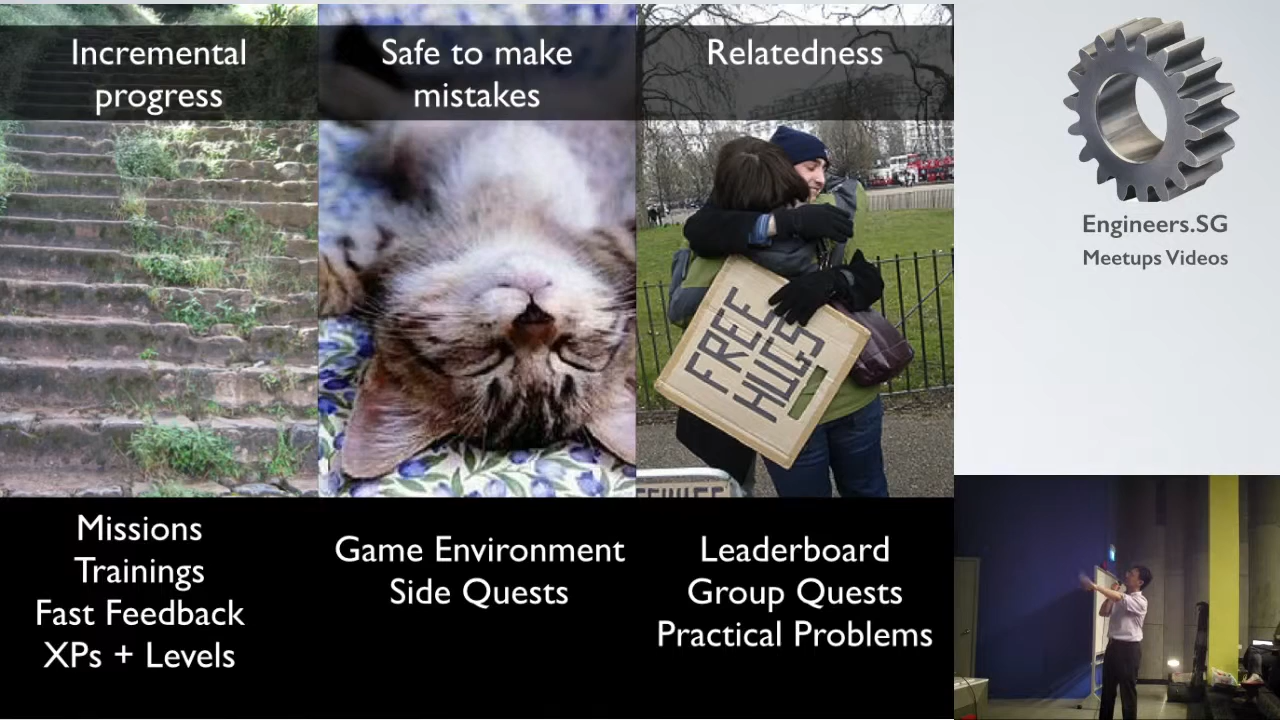 Incremental
progress
Safe to make
mistakes
Relatedness
FREE
HUGS
Missions
Trainings
Fast Feedback
XPs + Levels
Game Environment
Side Quests
Leaderboard
Group Quests
Practical Problems
Engineers.SG
Meetups Videos